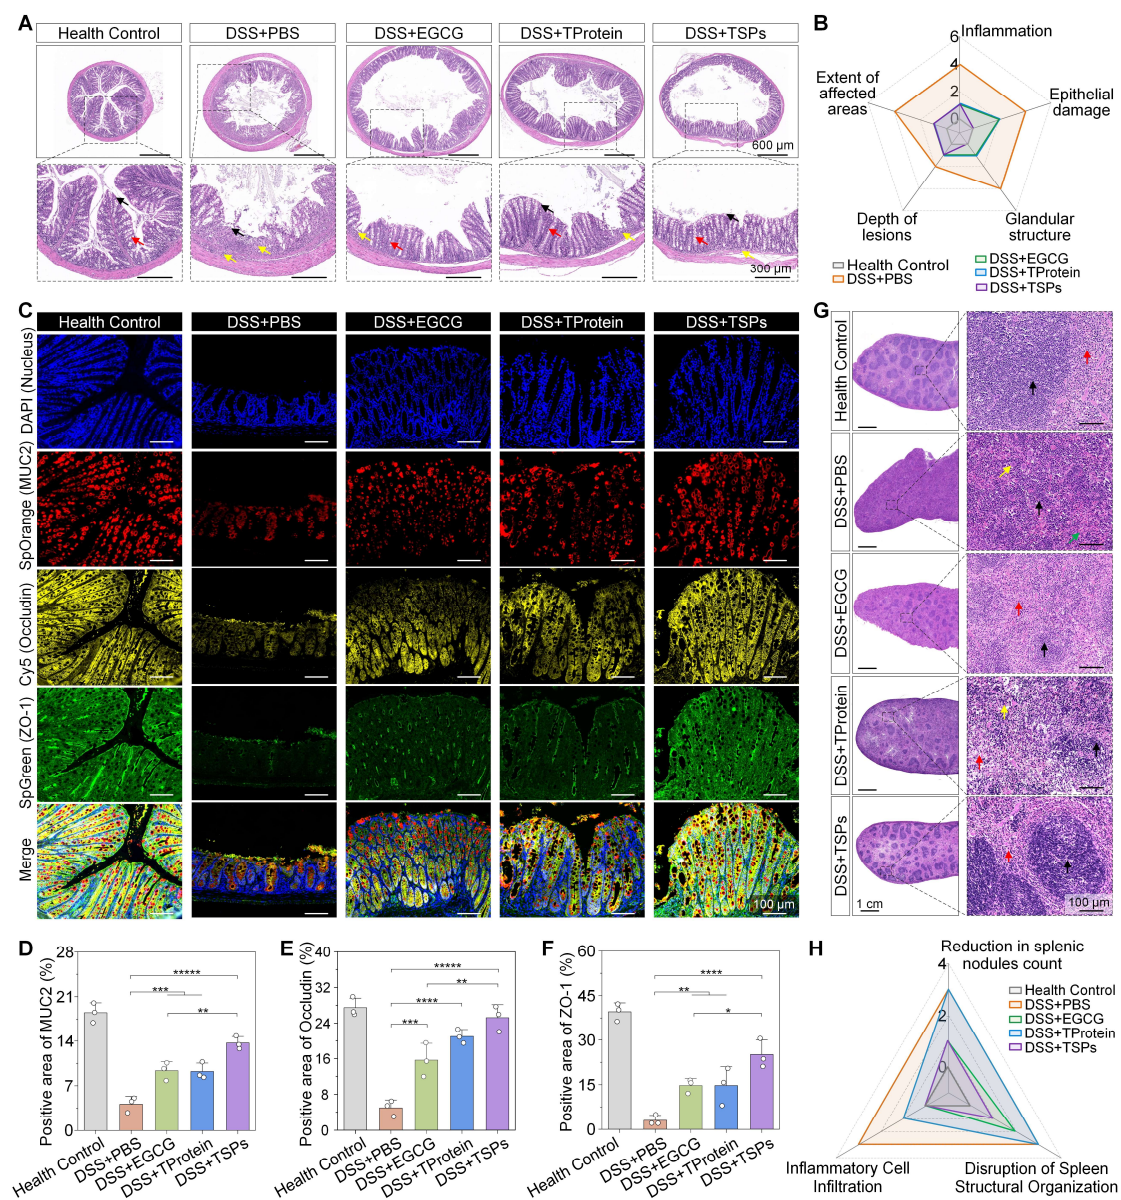 A
Health Control
DSS+PBS
DSS+EGCG
DSS+TProtein
DSS+TSPs
600 µm
300 µm
B
6
4
2
0
Inflammation
Epithelial
damage
Glandular
structure
Depth of
lesions
Extent of
affected
areas
Health Control
DSS+PBS
DSS+EGCG
DSS+TProtein
DSS+TSPs
C
Health Control
DSS+PBS
DSS+EGCG
DSS+TProtein
DSS+TSPs
DAPI (Nucleus)
SpOrange (MUC2)
Cy5 (Occludin)
SpGreen (ZO-1)
Merge
100 µm
G
Health Control
DSS+PBS
DSS+EGCG
DSS+TProtein
DSS+TSPs
1 cm
100 µm
D
Positive area of MUC2 (%)
28
21
14
7
0
*****
***
**
Health Control
DSS+PBS
DSS+EGCG
DSS+TProtein
DSS+TSPs
E
Positive area of Occludin (%)
40
32
24
16
8
0
*****
**
****
***
Health Control
DSS+PBS
DSS+EGCG
DSS+TProtein
DSS+TSPs
F
Positive area of ZO-1 (%)
60
45
30
15
0
****
**
*
Health Control
DSS+PBS
DSS+EGCG
DSS+TProtein
DSS+TSPs
H
Reduction in splenic
nodules count
4
2
0
Health Control
DSS+PBS
DSS+EGCG
DSS+TProtein
DSS+TSPs
Inflammatory Cell
Infiltration
Disruption of Spleen
Structural Organization